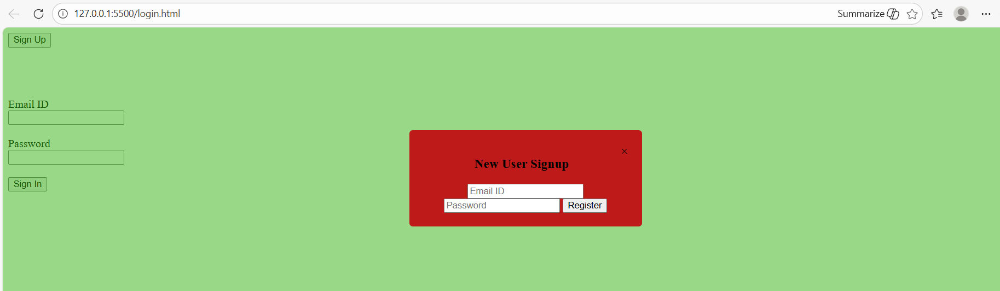 127.0.0.1:5500/login.html Summarize
Sign Up
Email ID
Password
Sign In
×
New User Signup
Email ID
Password Register